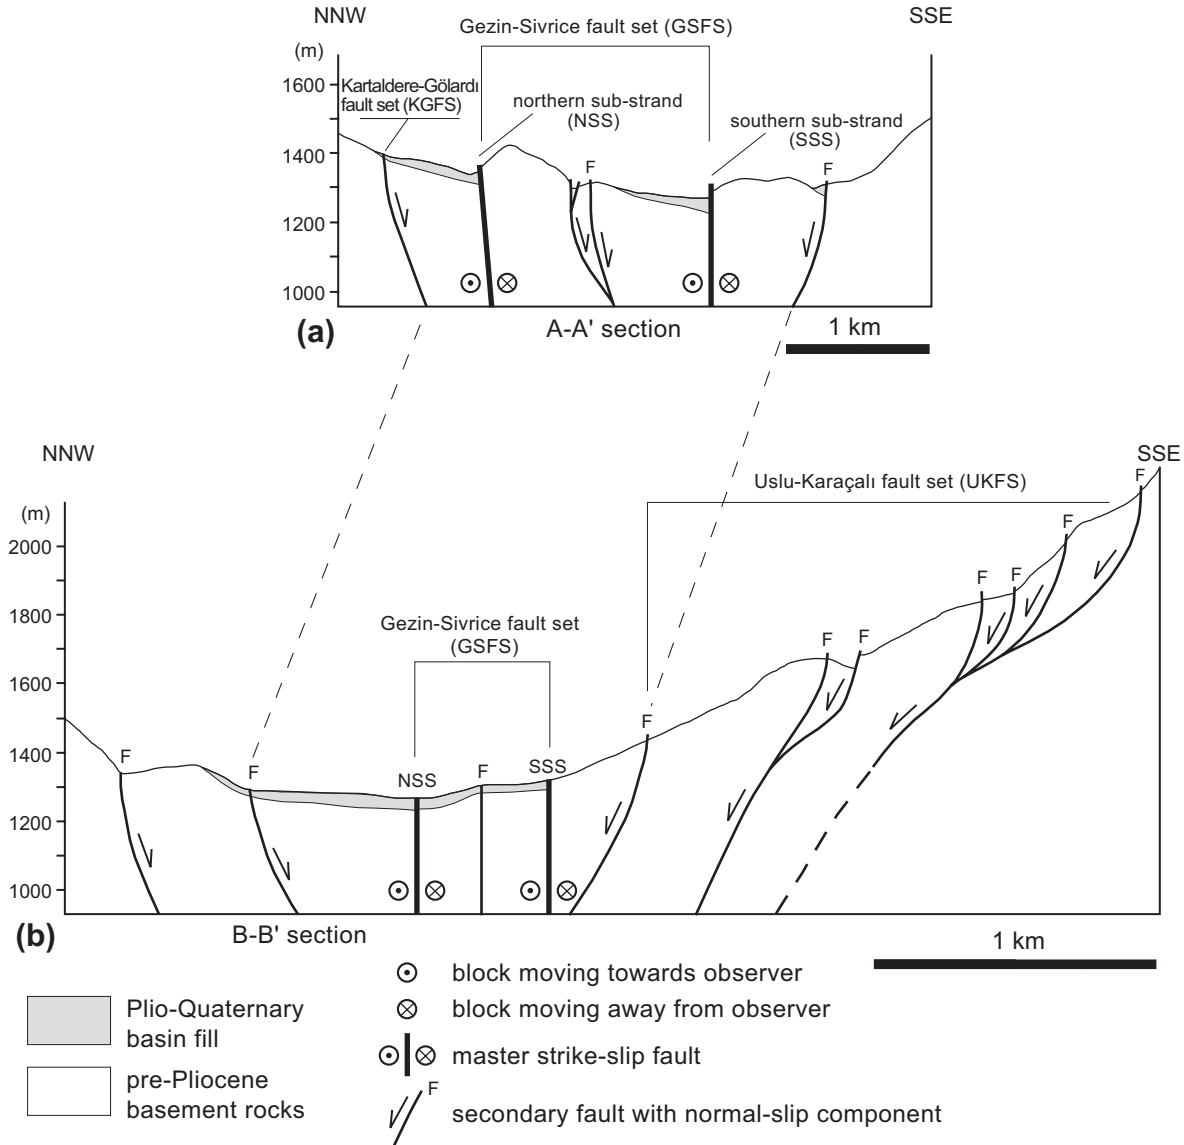 NNW
SSE
Gezin-Sivrice fault set (GSFS)
(m)
Kartaldere-Gölardı
fault set (KGFS)
northern sub-strand
(NSS)
southern sub-strand
(SSS)
1600
1400
1200
1000
F
F
(a)
A-A' section
1 km
NNW
SSE
Uslu-Karaçalı fault set (UKFS)
(m)
2000
1800
1600
1400
1200
1000
Gezin-Sivrice fault set
(GSFS)
F
F
NSS
F
SSS
F
F
F
F
F
F
F
(b)
B-B' section
1 km
Plio-Quaternary
basin fill
pre-Pliocene
basement rocks
block moving towards observer
block moving away from observer
master strike-slip fault
F
secondary fault with normal-slip component